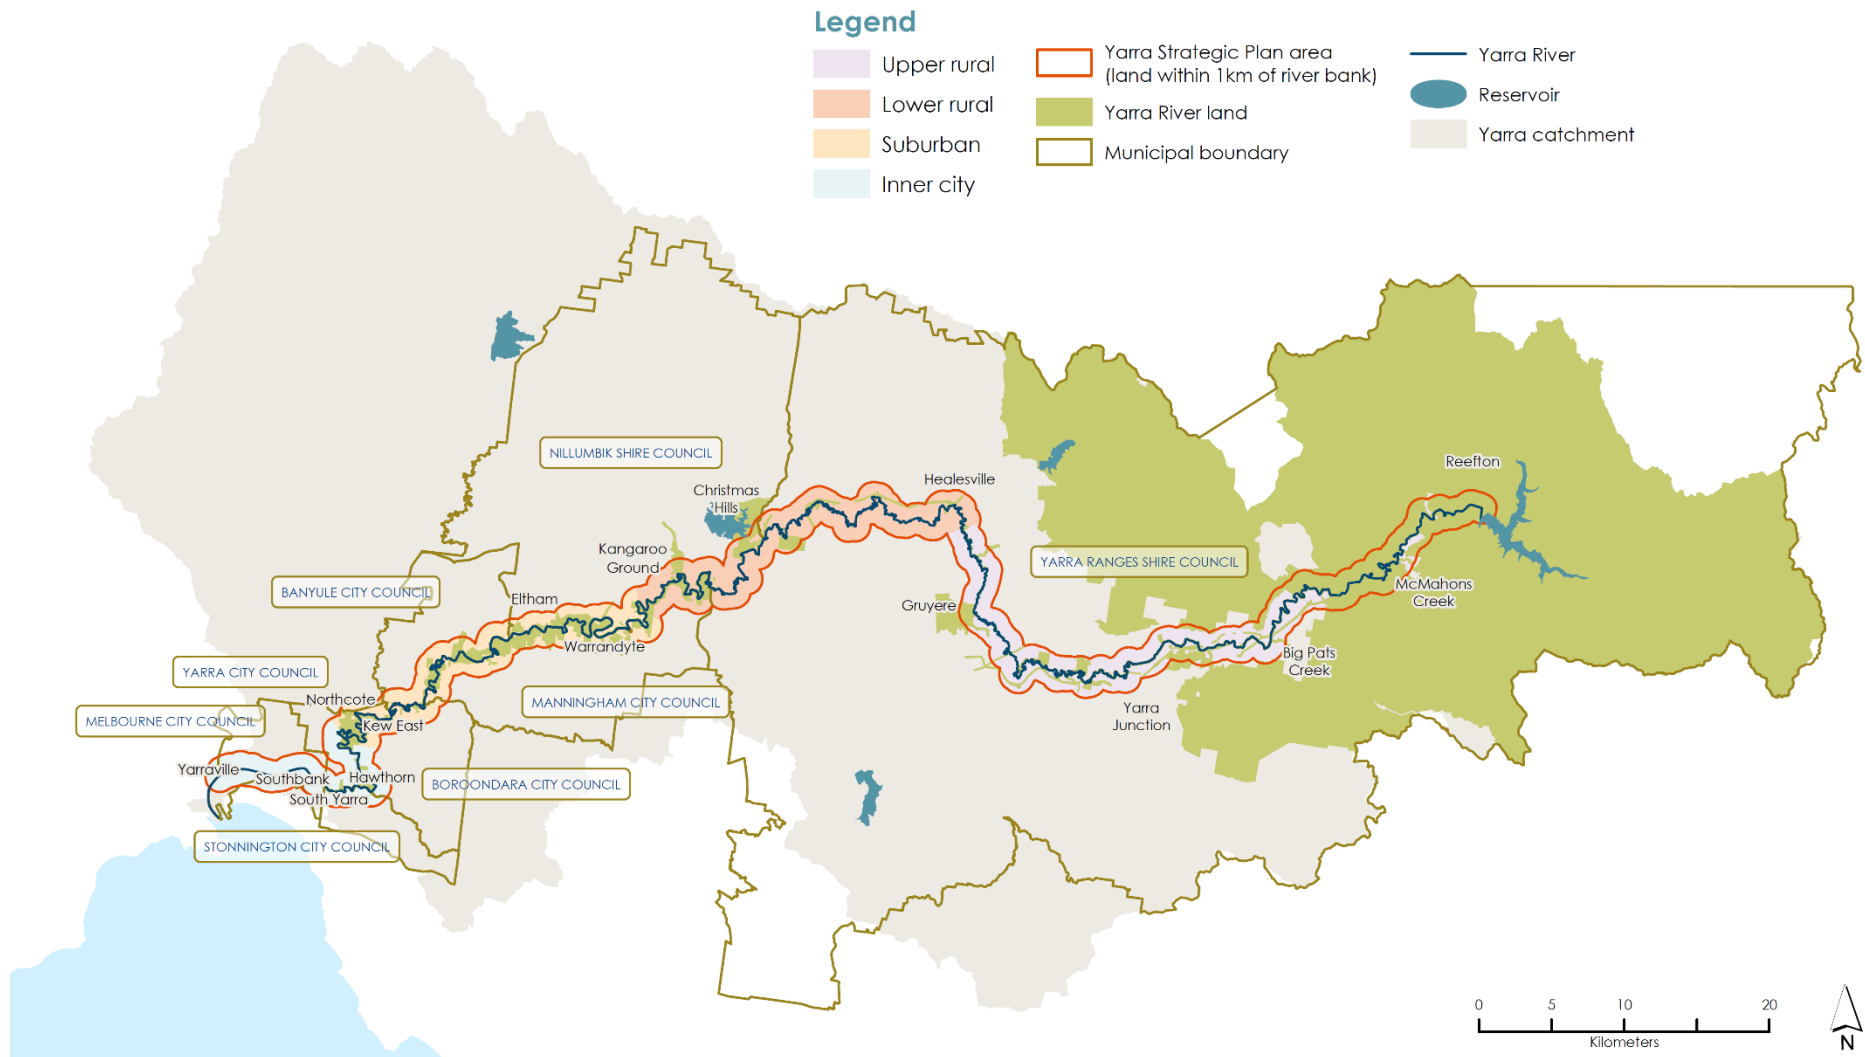 Legend
Upper rural
Lower rural
Suburban
Inner city
Yarra Strategic Plan area
(land within 1km of river bank)
Yarra River land
Municipal boundary
Yarra River
Reservoir
Yarra catchment
NILLUMBIK SHIRE COUNCIL
Christmas
Hills
Healesville
Reefton
Kangaroo
Ground
YARRA RANGES SHIRE COUNCIL
BANYULE CITY COUNCIL
Eltham
Gruyere
McMahons
Creek
Warrandyte
Big Pats
Creek
YARRA CITY COUNCIL
Northcote
MANNINGHAM CITY COUNCIL
Yarra
Junction
MELBOURNE CITY COUNCIL
Kew East
Yarraville
Southbank
Hawthorn
BOROONDARA CITY COUNCIL
South Yarra
STONNINGTON CITY COUNCIL
0 5 10 20
Kilometers
N